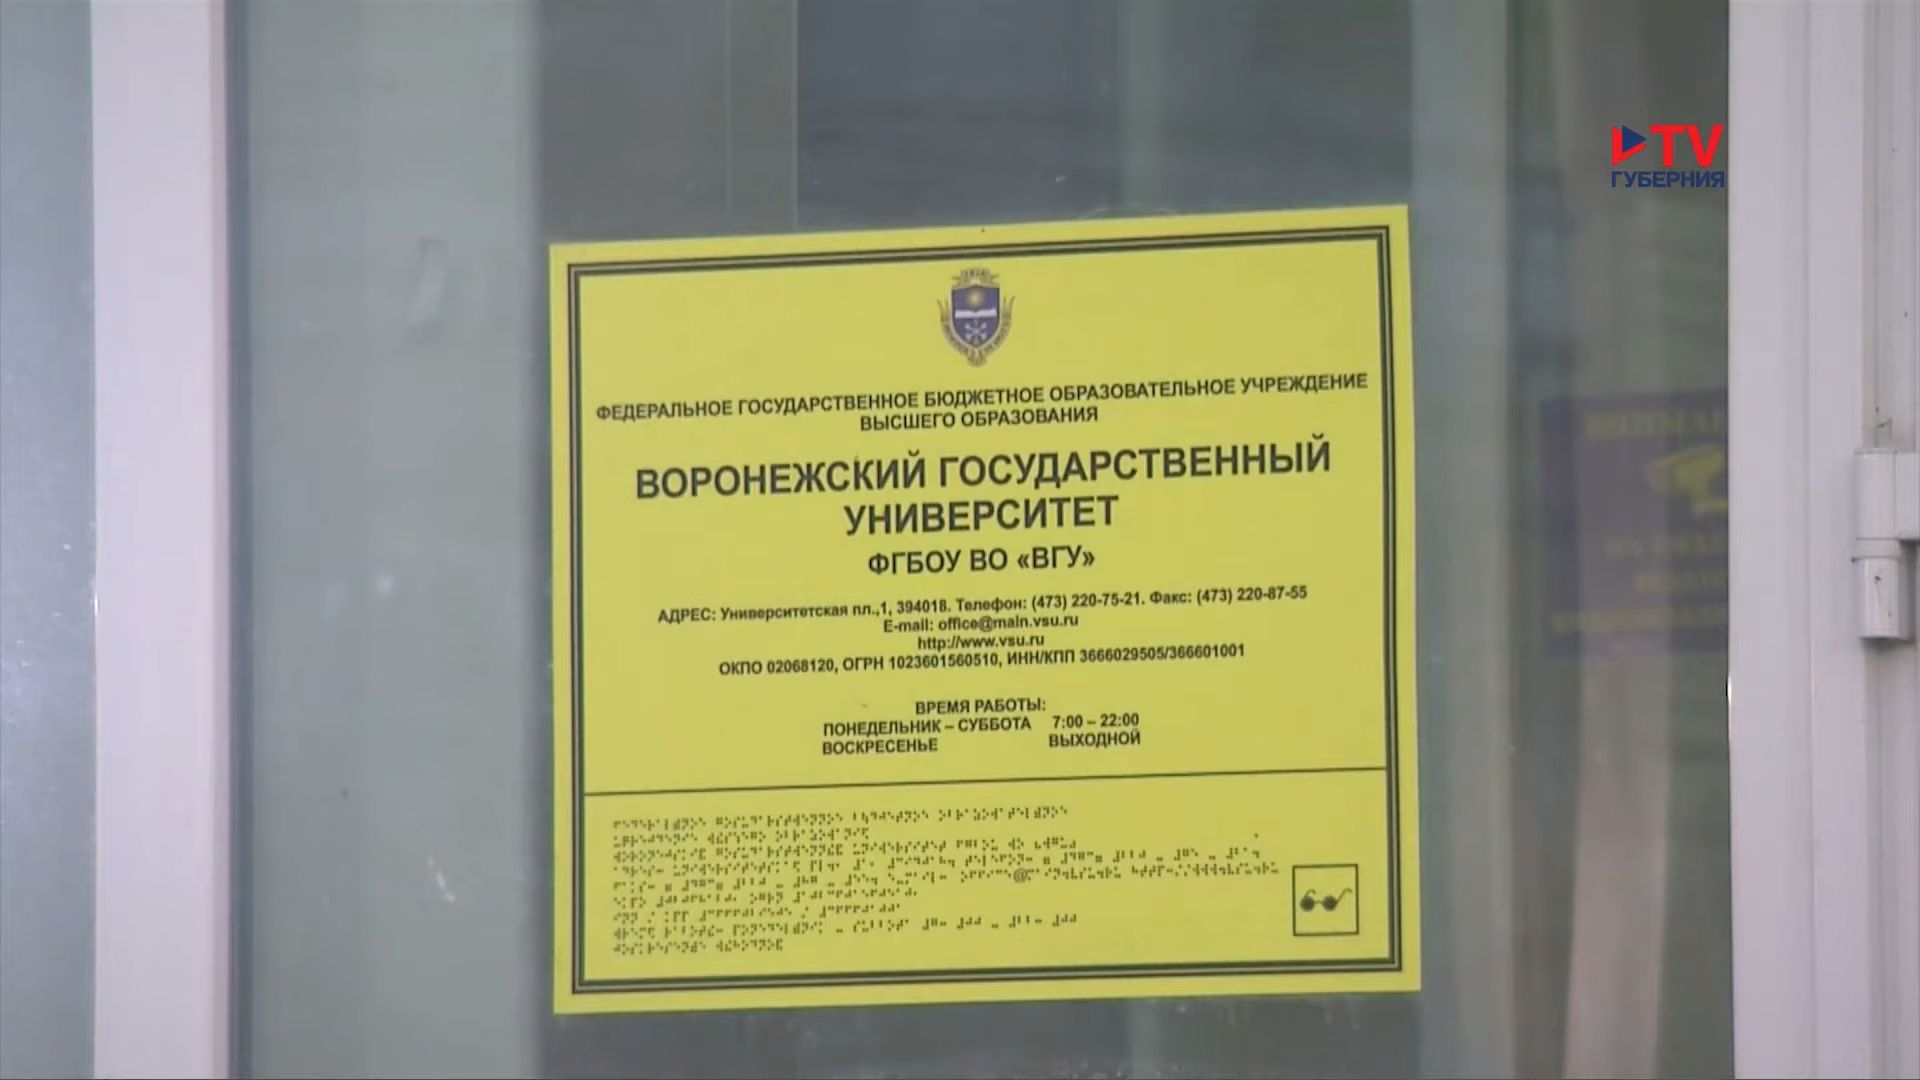 TV
ГУБЕРНИЯ
ФЕДЕРАЛЬНОЕ ГОСУДАРСТВЕННОЕ БЮДЖЕТНОЕ ОБРАЗОВАТЕЛЬНОЕ УЧРЕЖДЕНИЕ
ВЫСШЕГО ОБРАЗОВАНИЯ
ВОРОНЕЖСКИЙ ГОСУДАРСТВЕННЫЙ
УНИВЕРСИТЕТ
ФГБОУ ВО «ВГУ»
АДРЕС: Университетская пл.,1, 394018. Телефон: (473) 220-75-21. Факс: (473) 220-87-55
E-mail: office@main.vsu.ru
http://www.vsu.ru
ОКПО 02068120, ОГРН 1023601560510, ИНН/КПП 3666029505/366601001
ВРЕМЯ РАБОТЫ:
ПОНЕДЕЛЬНИК – СУББОТА 7:00 – 22:00
ВОСКРЕСЕНЬЕ ВЫХОДНОЙ